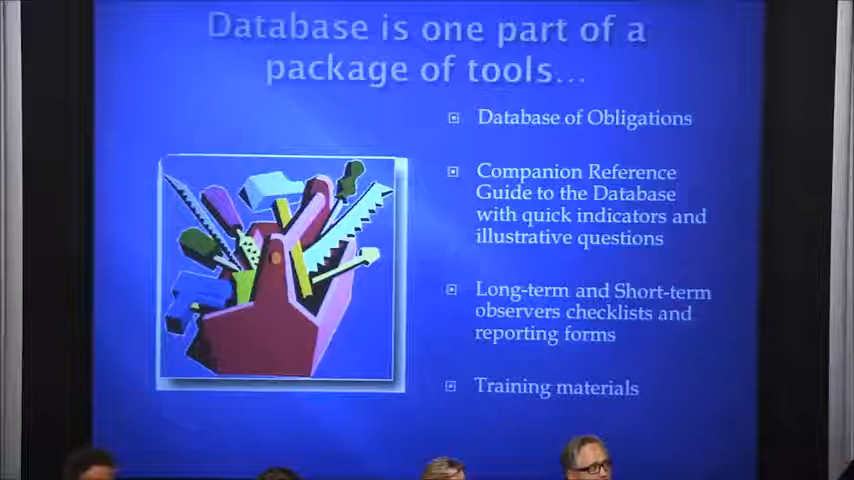 Database is one part of a
package of tools...
Database of Obligations
Companion Reference
Guide to the Database
with quick indicators and
illustrative questions
Long-term and Short-term
observers checklists and
reporting forms
Training materials